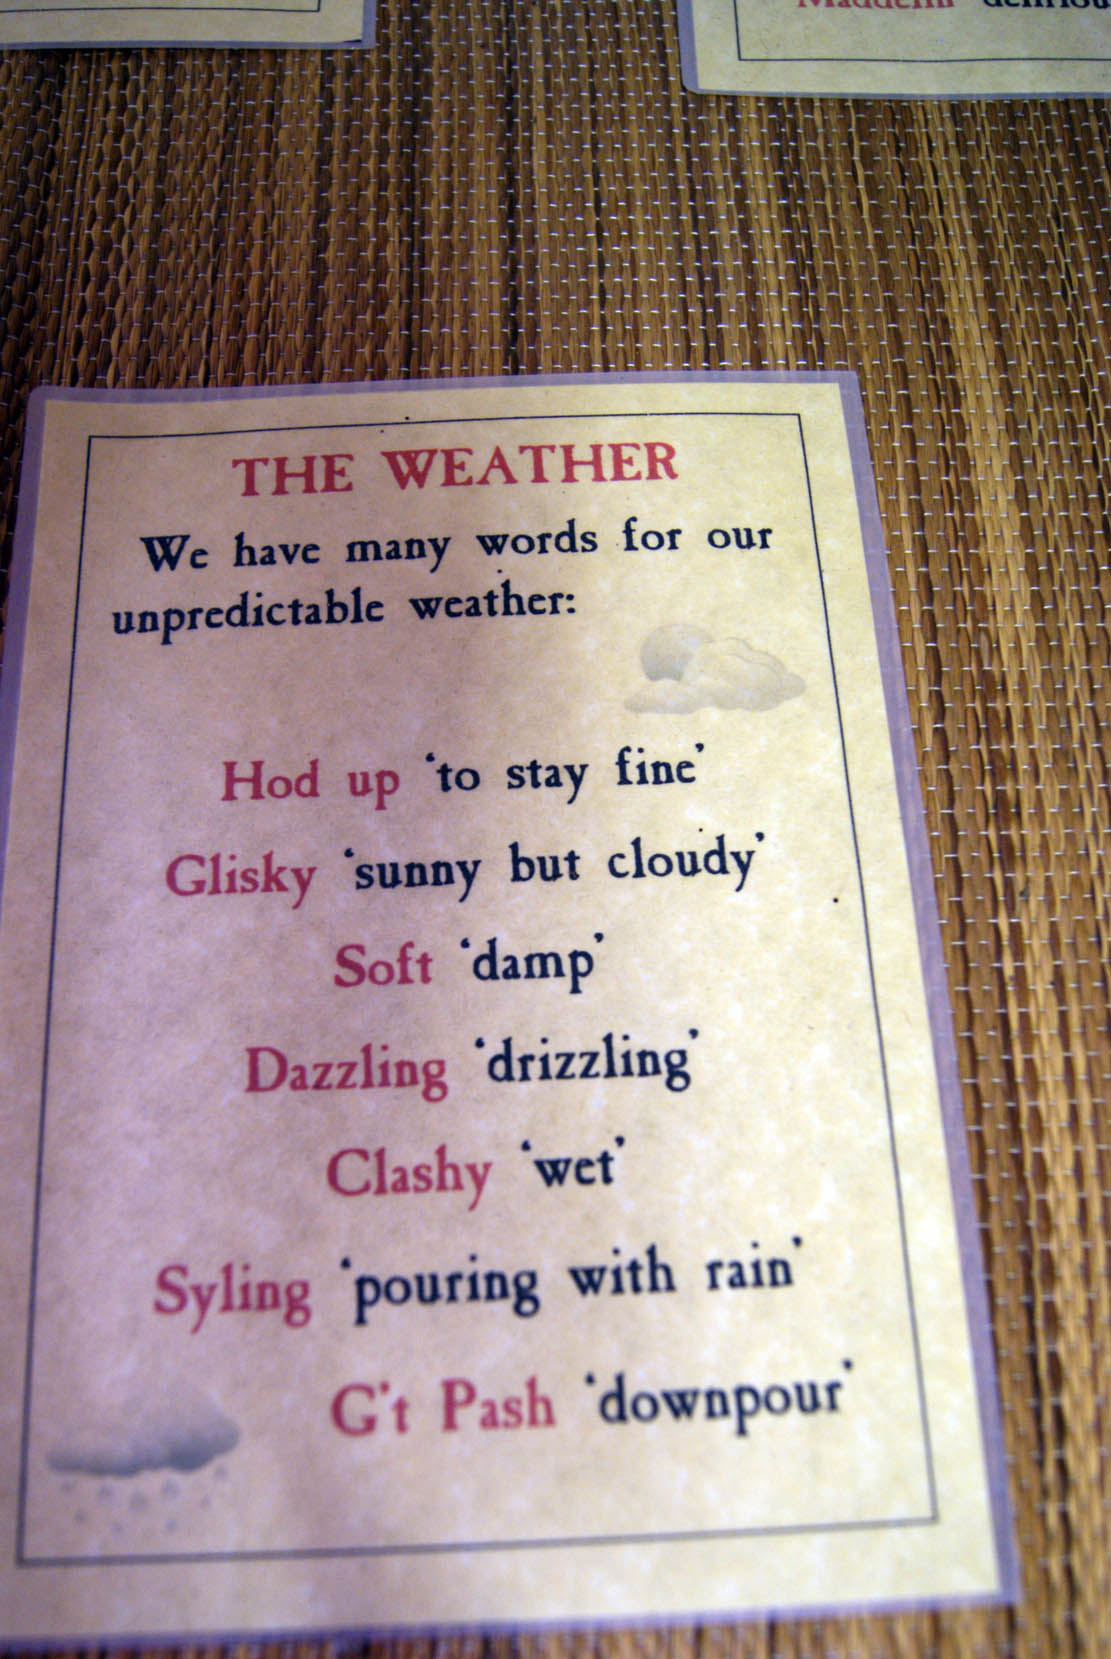 THE WEATHER
We have many words for our
unpredictable weather:
Hod up 'to stay fine'
Glisky 'sunny but cloudy'
Soft 'damp'
Dazzling 'drizzling'
Clashy 'wet'
Syling 'pouring with rain'
G't Pash 'downpour'